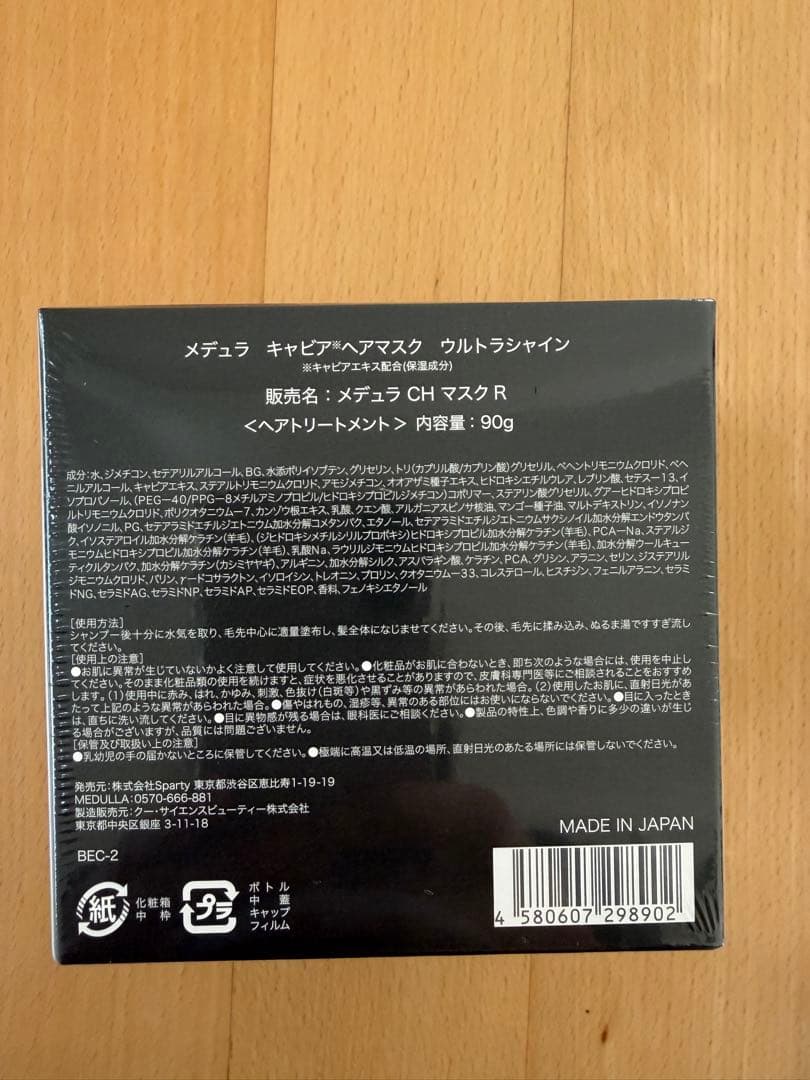 メデュラ キャビア※ヘアマスク ウルトラシャイン
※キャビアエキス配合(保湿成分)
販売名：メデュラ CH マスク R
＜ヘアトリートメント＞ 内容量：90g
成分：水、ジメチコン、セテアリルアルコール、BG、水添ポリイソブテン、グリセリン、トリ(カプリル酸/カプリン酸)グリセリル、ベヘントリモニウムクロリド、ベヘ
ニルアルコール、キャビアエキス、ステアルトリモニウムクロリド、アモジメチコン、オオアザミ種子エキス、ヒドロキシエチルウレア、レブリン酸、セテス－13、イ
ソプロパノール、(PEG－40/PPG－8メチルアミノプロピル/ヒドロキシプロピルジメチコン)コポリマー、ステアリン酸グリセリル、グアーヒドロキシプロピ
ルトリモニウムクロリド、ポリクオタニウム－7、カンゾウ根エキス、乳酸、クエン酸、アルガニアスピノサ核油、マンゴー種子油、マルトデキストリン、イソノナン
酸イソノニル、PG、セテアラミドエチルジエトニウム加水分解コメタンパク、エタノール、セテアラミドエチルジエトニウムサクシノイル加水分解エンドウタンパ
ク、イソステアロイル加水分解ケラチン(羊毛)、(ジヒドロキシメチルシリルプロポキシ)ヒドロキシプロピル加水分解ケラチン(羊毛)、PCA－Na、ステアルジ
モニウムヒドロキシプロピル加水分解ケラチン(羊毛)、乳酸Na、ラウリルジモニウムヒドロキシプロピル加水分解ケラチン(羊毛)、加水分解ウールキュー
ティクルタンパク、加水分解ケラチン(カシミヤヤギ)、アルギニン、加水分解シルク、アスパラギン酸、ケラチン、PCA、グリシン、アラニン、セリン、ジステアリル
ジモニウムクロリド、バリン、γ－ドコサラクトン、イソロイシン、トレオニン、プロリン、クオタニウム－33、コレステロール、ヒスチジン、フェニルアラニン、セラミ
ドNG、セラミドAG、セラミドNP、セラミドAP、セラミドEOP、香料、フェノキシエタノール
[使用方法]
シャンプー後十分に水気を取り、毛先中心に適量塗布し、髪全体になじませてください。その後、毛先に揉み込み、ぬるま湯ですすぎ流し
てください。
[使用上の注意]
●お肌に異常が生じていないかよく注意して使用してください。●化粧品がお肌に合わないとき、即ち次のような場合には、使用を中止し
てください。そのまま化粧品類の使用を続けますと、症状を悪化させることがありますので、皮膚科専門医等にご相談されることをおすすめ
します。(1)使用中に赤み、はれ、かゆみ、刺激、色抜け(白斑等)や黒ずみ等の異常があらわれた場合。(2)使用したお肌に、直射日光があ
たって上記のような異常があらわれた場合。●傷やはれもの、湿疹等、異常のある部位にはお使いにならないでください。●目に入ったとき
は、直ちに洗い流してください。●目に異物感が残る場合は、眼科医にご相談ください。●製品の特性上、色調や香りに多少の違いが生じ
る場合がございますが、品質には問題ございません。
[保管及び取扱い上の注意]
●乳幼児の手の届かないところに保管してください。●極端に高温又は低温の場所、直射日光のあたる場所には保管しないでください。
発売元：株式会社Sparty 東京都渋谷区恵比寿1-19-19
MEDULLA：0570-666-881
製造販売元：クー・サイエンスビューティー株式会社
東京都中央区銀座 3-11-18
MADE IN JAPAN
BEC-2
紙
化粧箱
中 枠
プラ
ボトル
中 蓋
キャップ
フィルム
4 580607 298902